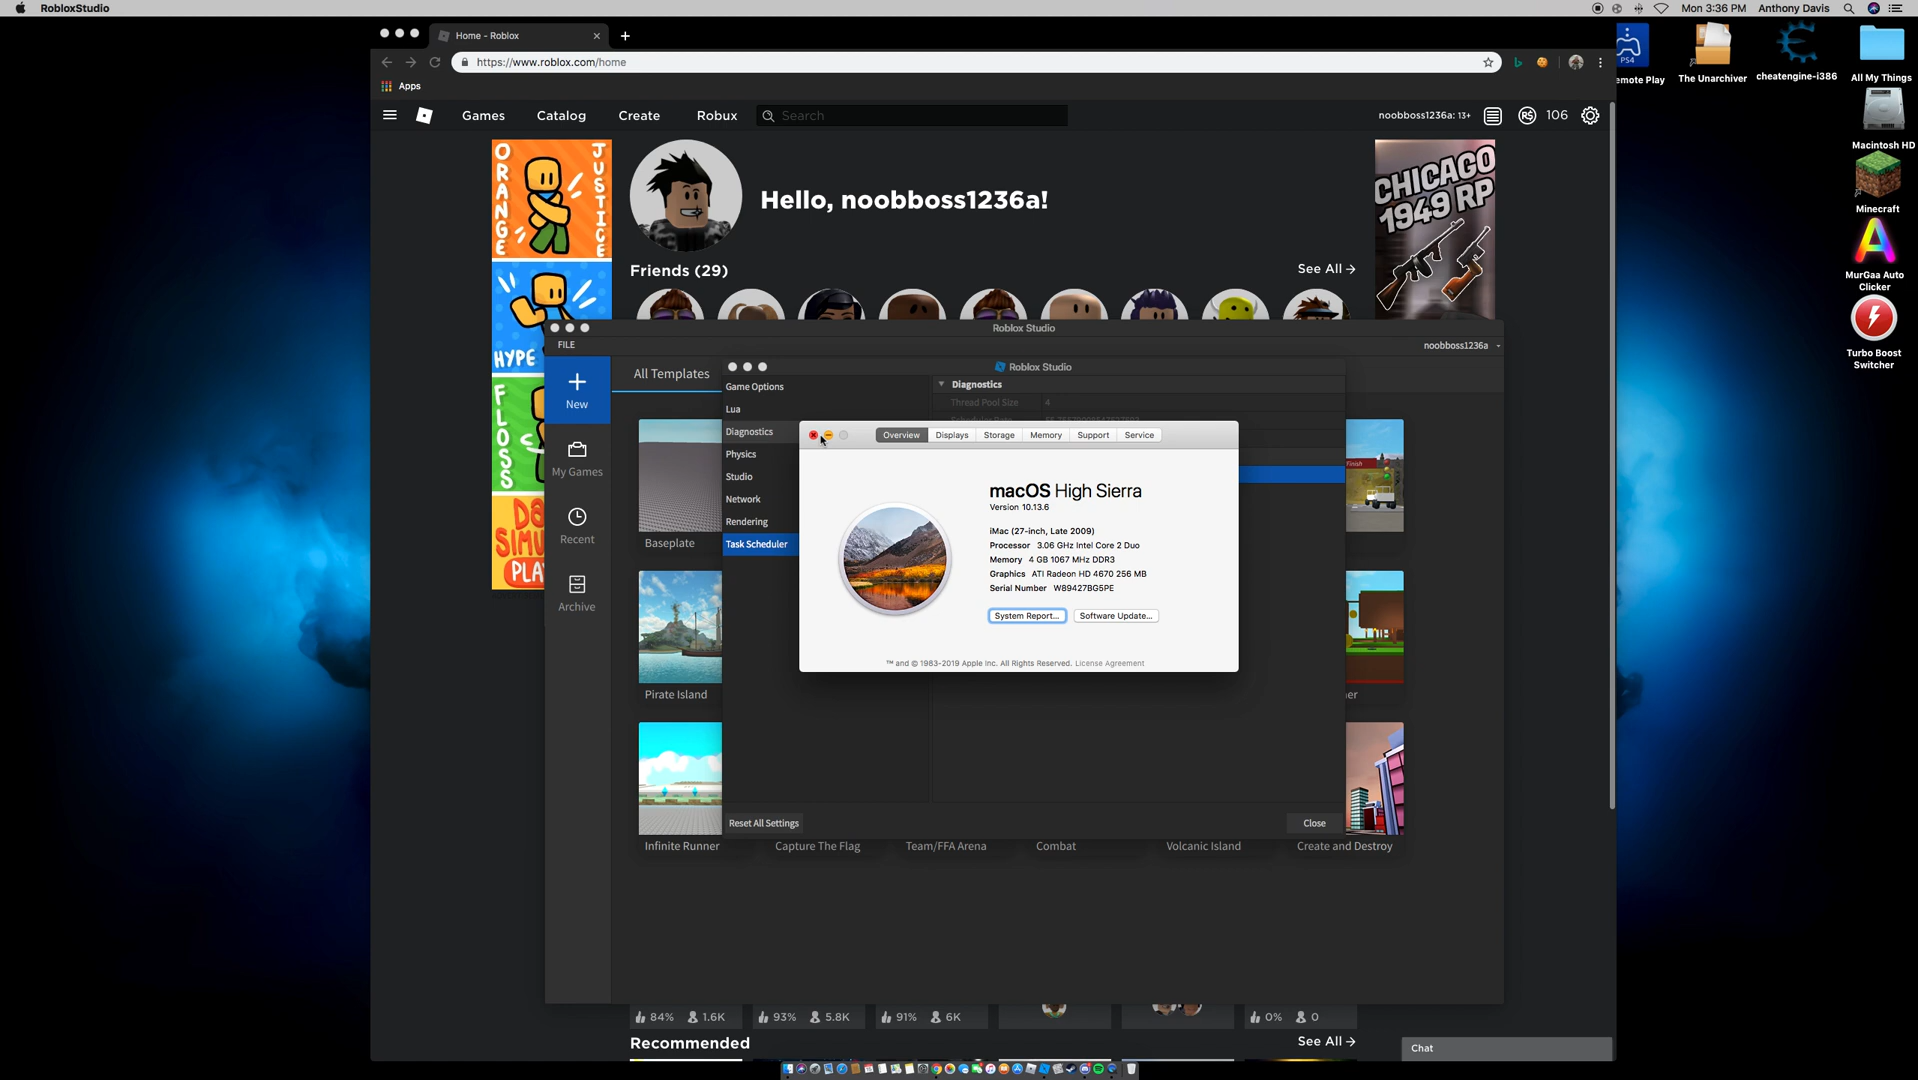 RobloxStudio
Mon 3:36 PM
Anthony Davis
Home - Roblox
https://www.roblox.com/home
Apps
Games
Catalog
Create
Robux
Search
noobboss1236a: 13+
106
ORANGE
JUSTICE
HYPE
FLOSS
PLA
Hello, noobboss1236a!
Friends (29)
See All
CHICAGO
1949 RP
PS4
emote Play
The Unarchiver
cheatengine-i386
All My Things
Macintosh HD
Minecraft
MurGaa Auto
Clicker
Turbo Boost
Switcher
Roblox Studio
FILE
noobboss1236a
New
My Games
Recent
Archive
All Templates
Baseplate
Pirate Island
Infinite Runner
Capture The Flag
Team/FFA Arena
Combat
Volcanic Island
Create and Destroy
Finish
ner
Roblox Studio
Game Options
Lua
Diagnostics
Physics
Studio
Network
Rendering
Task Scheduler
Diagnostics
Thread Pool Size
4
Reset All Settings
Close
Overview
Displays
Storage
Memory
Support
Service
macOS High Sierra
Version 10.13.6
iMac (27-inch, Late 2009)
Processor 3.06 GHz Intel Core 2 Duo
Memory 4 GB 1067 MHz DDR3
Graphics ATI Radeon HD 4670 256 MB
Serial Number W89427BG5PE
System Report...
Software Update...
™ and © 1983-2019 Apple Inc. All Rights Reserved. License Agreement
84%
1.6K
93%
5.8K
91%
6K
0%
0
Recommended
See All
Chat